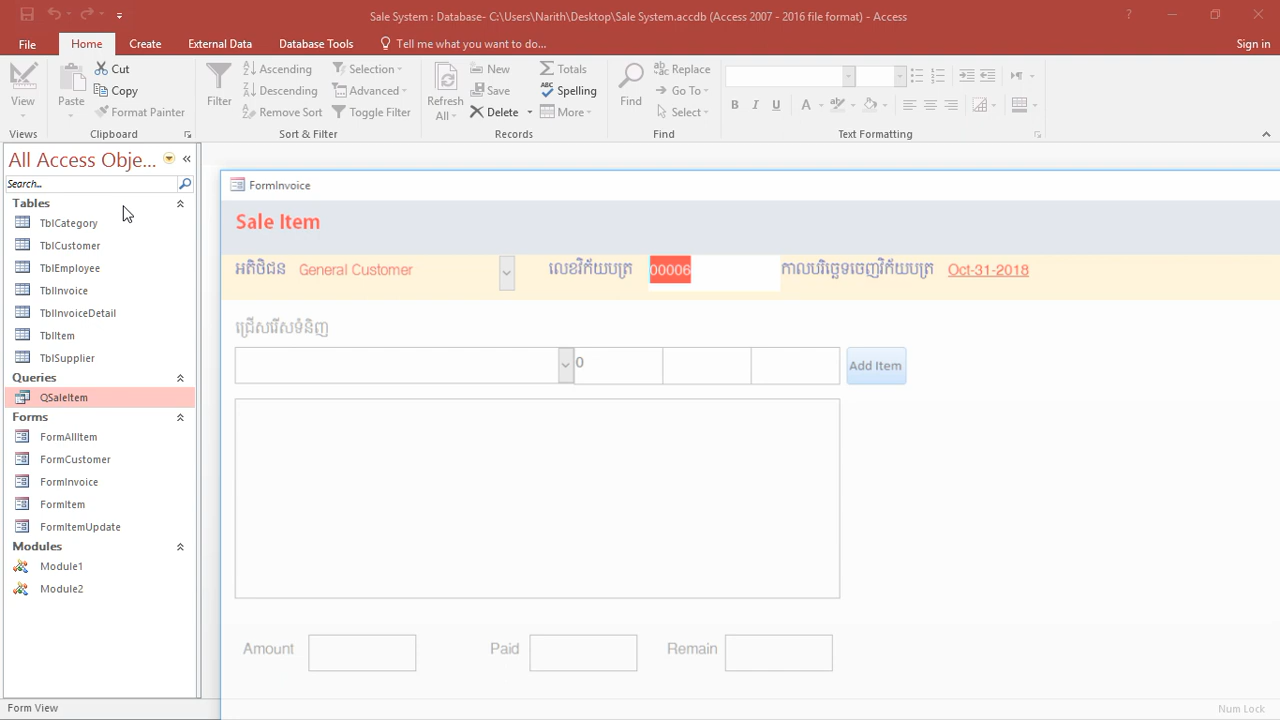 Sale System : Database- C:\Users\Narith\Desktop\Sale System.accdb (Access 2007 - 2016 file format) - Access
File Home Create External Data Database Tools Tell me what you want to do... Sign in
View Paste Cut Copy Format Painter Filter Ascending Descending Remove Sort Selection Advanced Toggle Filter Refresh All New Save Delete Totals Spelling More Find Replace Go To Select B I U A
Views Clipboard Sort & Filter Records Find Text Formatting
All Access Obje...
Search...
Tables
TblCategory
TblCustomer
TblEmployee
TblInvoice
TblInvoiceDetail
TblItem
TblSupplier
Queries
QSaleItem
Forms
FormAllItem
FormCustomer
FormInvoice
FormItem
FormItemUpdate
Modules
Module1
Module2
FormInvoice
Sale Item
អតិថិជន General Customer លេខវិក័យបត្រ 00006 កាលបរិច្ឆេទចេញវិក័យបត្រ Oct-31-2018
ជ្រើសរើសទំនិញ
0 Add Item
Amount Paid Remain
Form View Num Lock